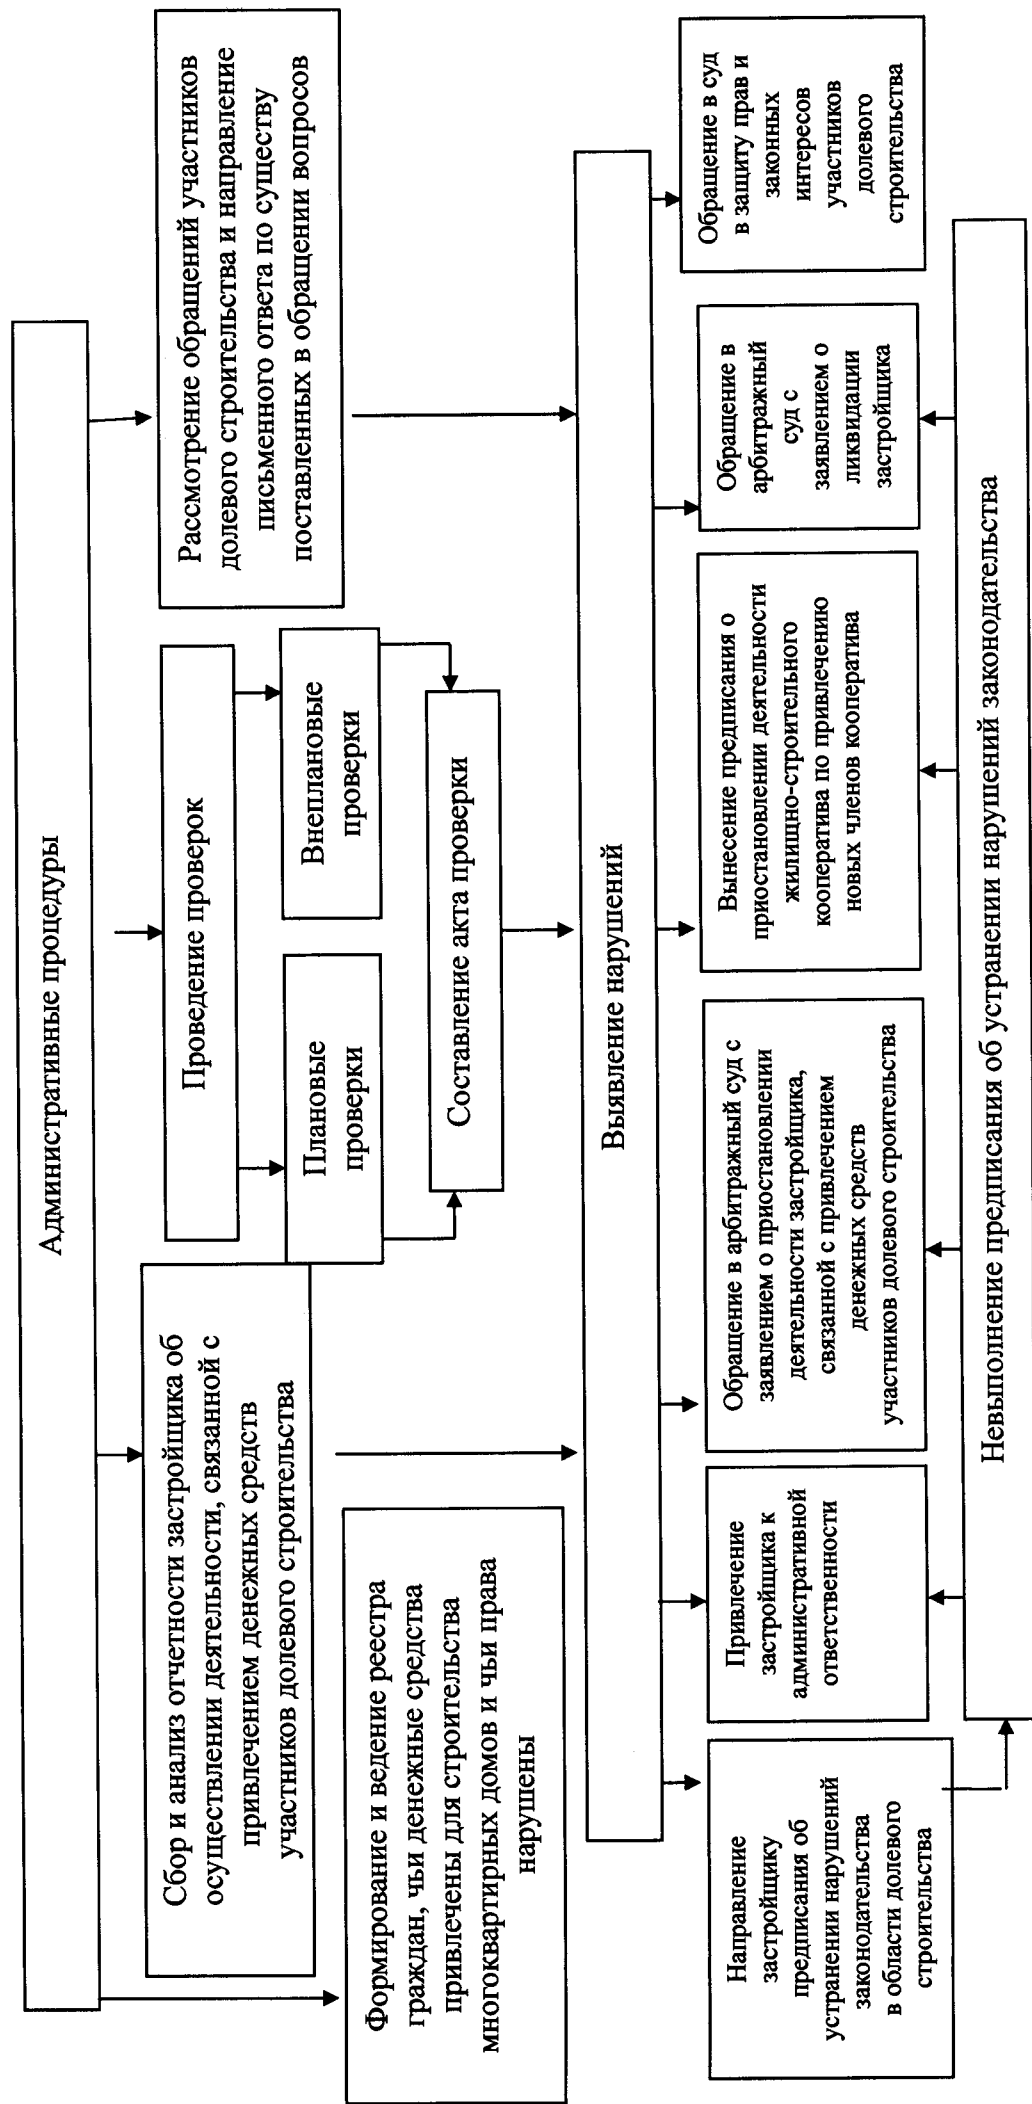 Административные процедуры
Сбор и анализ отчетности застройщика об
осуществлении деятельности, связанной с
привлечением денежных средств
участников долевого строительства
Проведение проверок
Рассмотрение обращений участников
долевого строительства и направление
письменного ответа по существу
поставленных в обращении вопросов
Плановые
проверки
Внеплановые
проверки
Формирование и ведение реестра
граждан, чьи денежные средства
привлечены для строительства
многоквартирных домов и чьи права
нарушены
Составление акта проверки
Выявление нарушений
Направление
застройщику
предписания об
устранении нарушений
законодательства
в области долевого
строительства
Привлечение
застройщика к
административной
ответственности
Обращение в арбитражный суд с
заявлением о приостановлении
деятельности застройщика,
связанной с привлечением
денежных средств
участников долевого строительства
Вынесение предписания о
приостановлении деятельности
жилищно-строительного
кооператива по привлечению
новых членов кооператива
Обращение в
арбитражный
суд с
заявлением о
ликвидации
застройщика
Обращение в суд
в защиту прав и
законных
интересов
участников
долевого
строительства
Невыполнение предписания об устранении нарушений законодательства